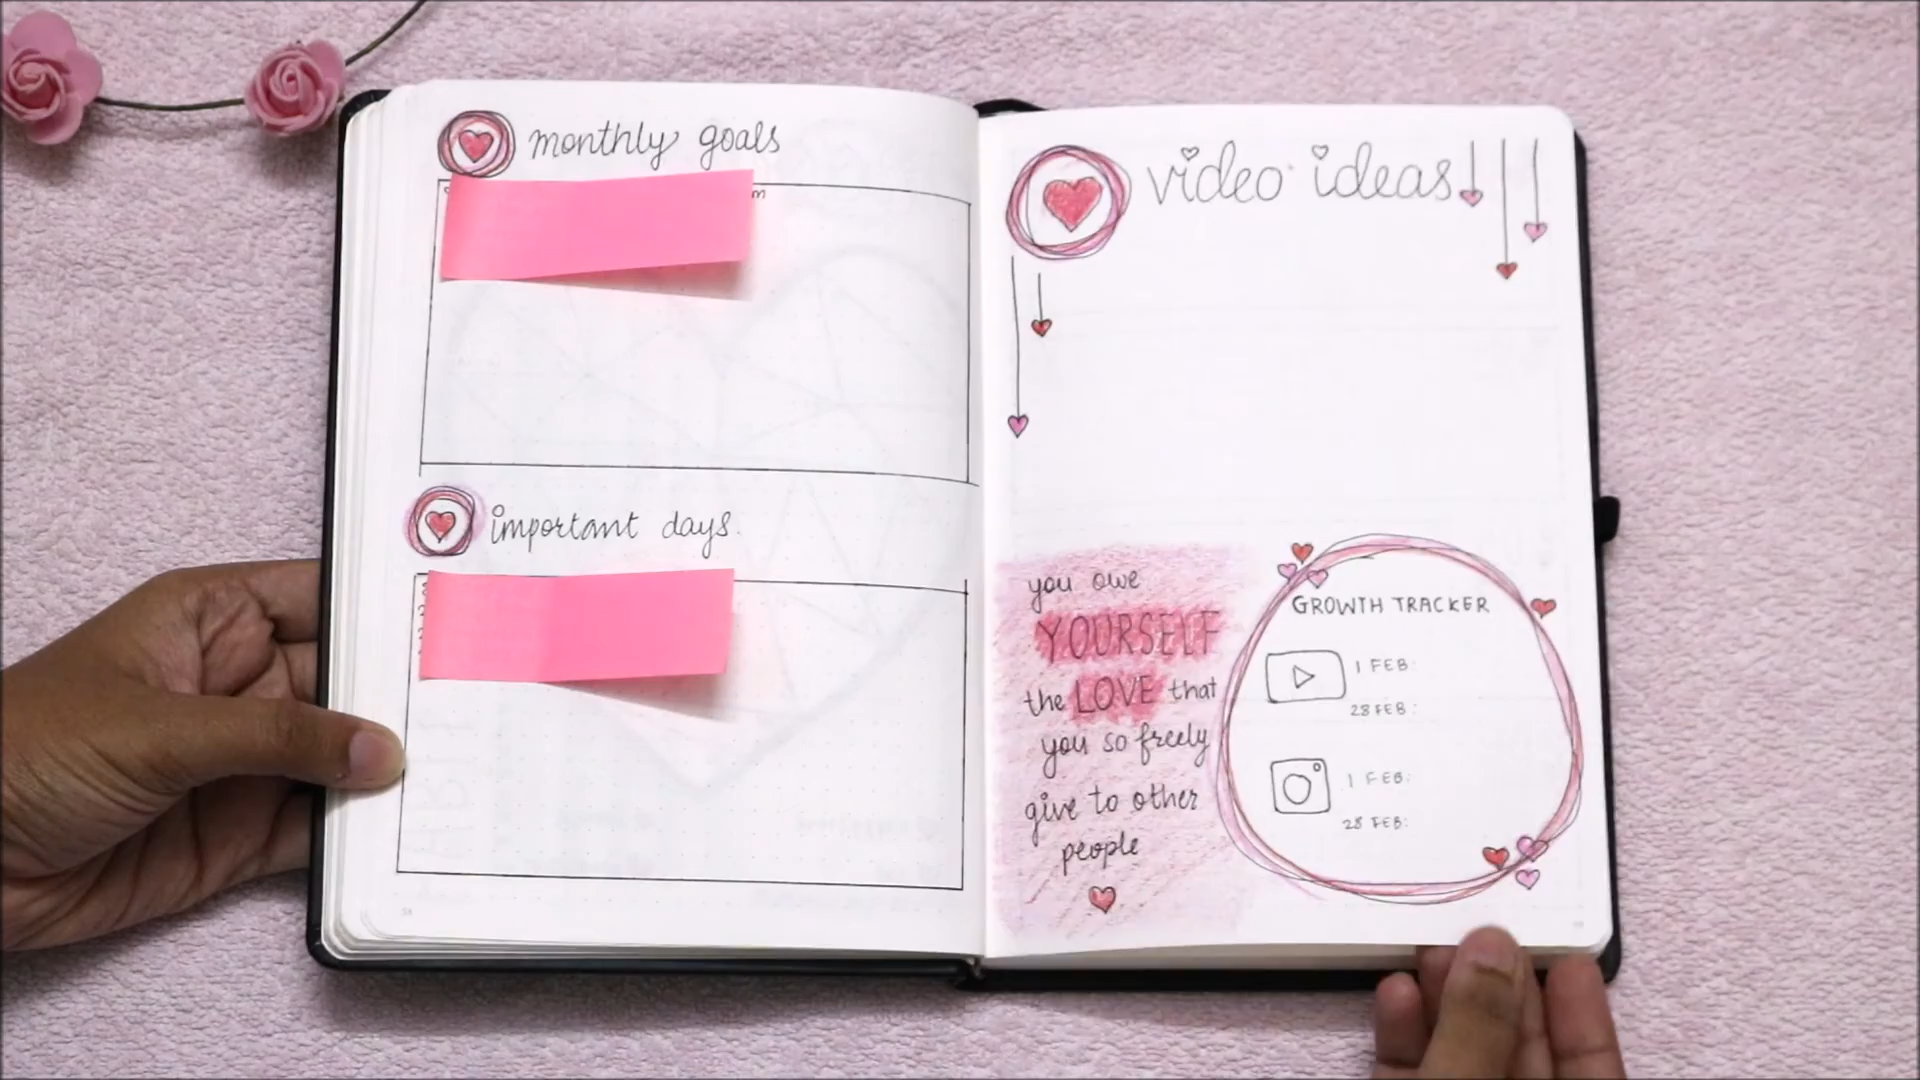 monthly goals
m
important days.
video ideas
you owe
YOURSELF
the LOVE that
you so freely
give to other
people
GROWTH TRACKER
1 FEB:
28 FEB:
1 FEB:
28 FEB: